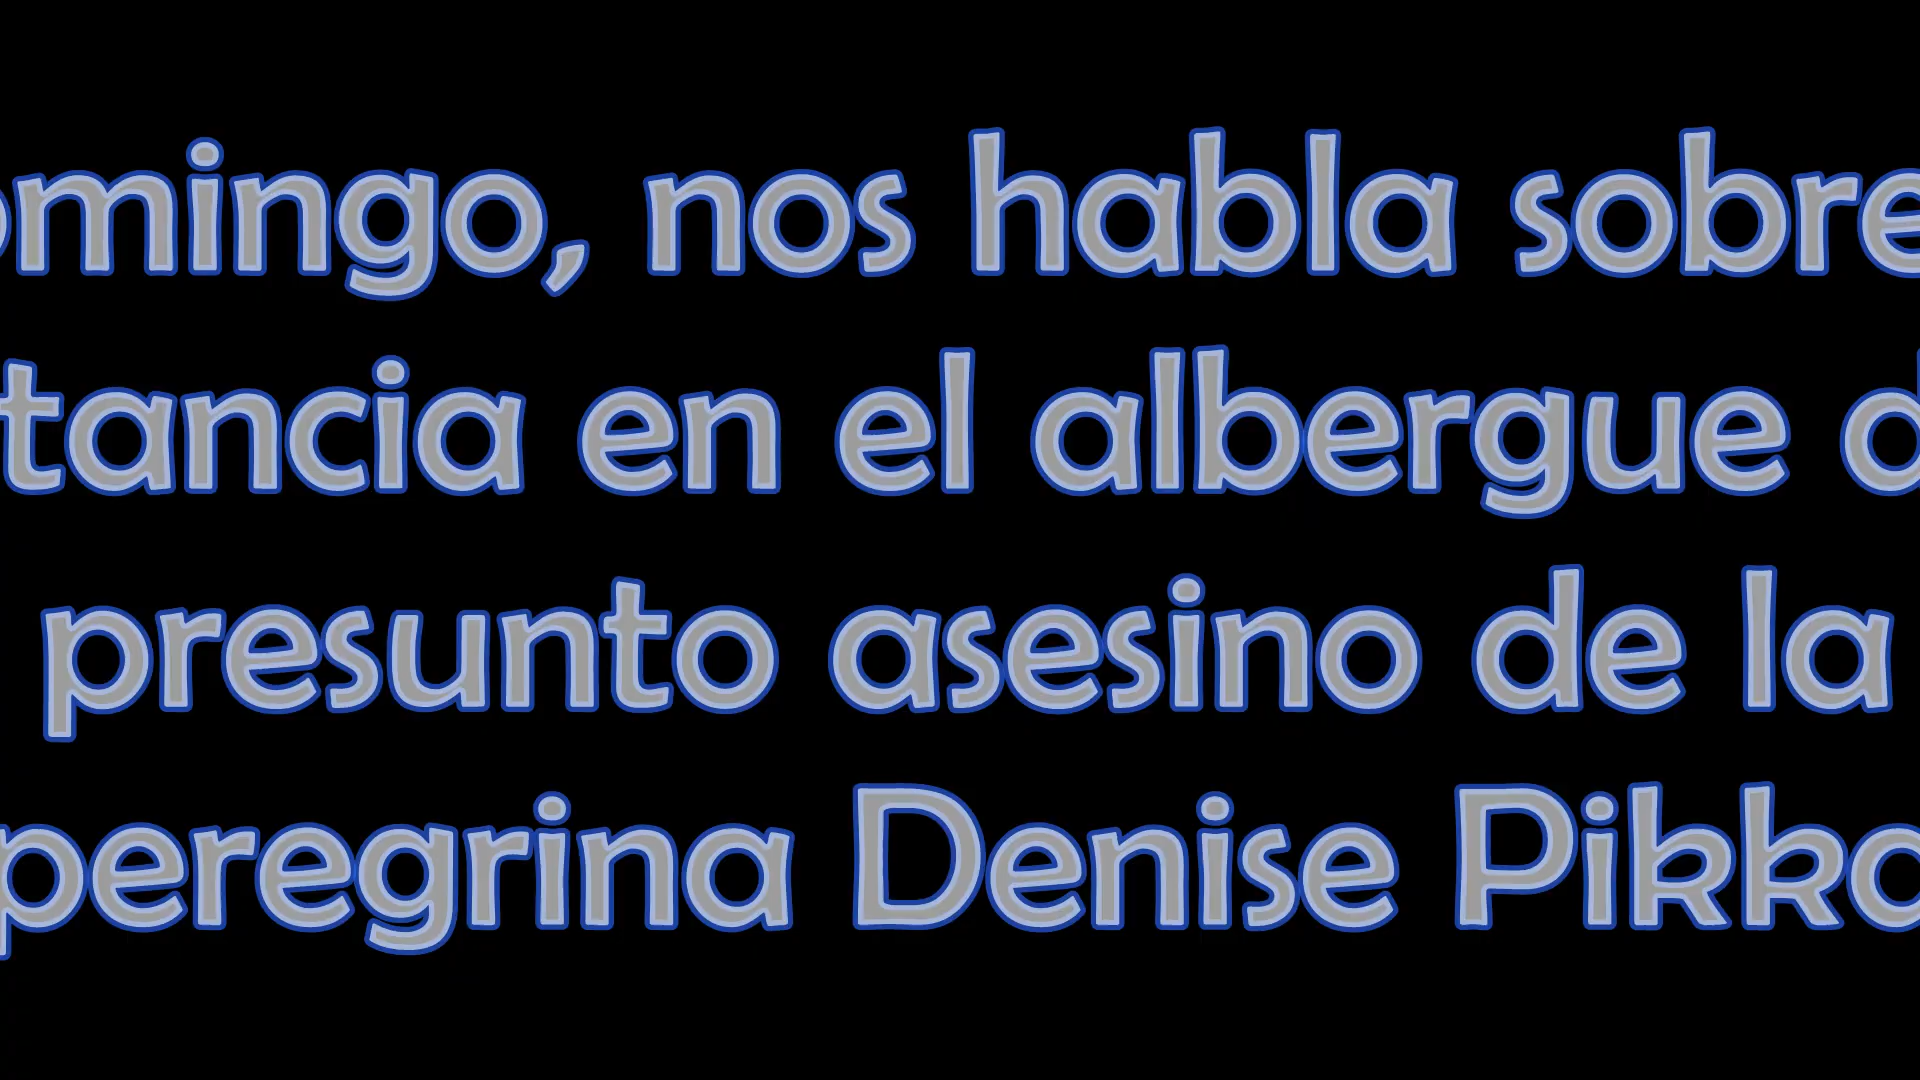 omingo, nos habla sobre
tancia en el albergue d
presunto asesino de la
peregrina Denise Pikka